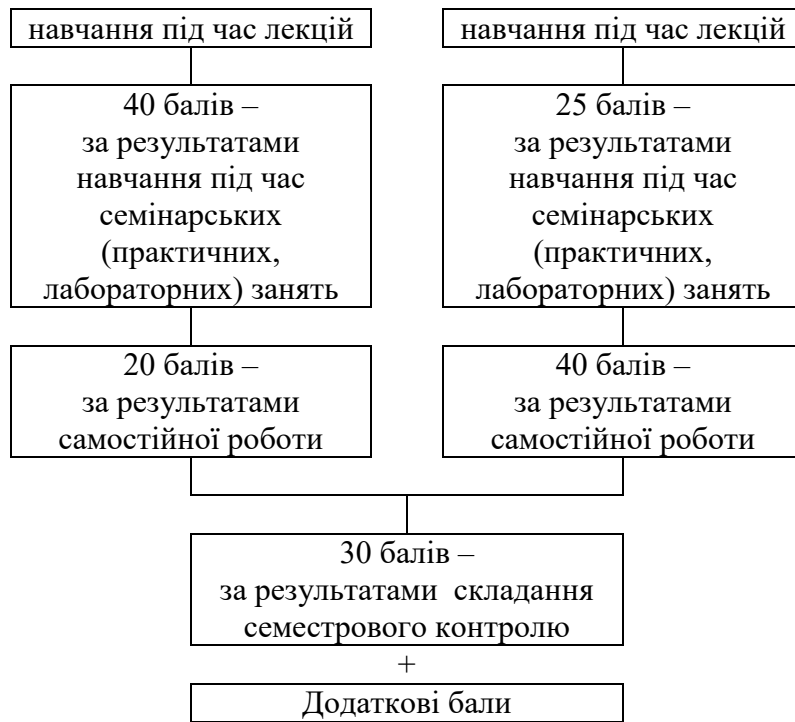 навчання під час лекцій
40 балів –
за результатами
навчання під час
семінарських
(практичних,
лабораторних) занять
20 балів –
за результатами
самостійної роботи
навчання під час лекцій
25 балів –
за результатами
навчання під час
семінарських
(практичних,
лабораторних) занять
40 балів –
за результатами
самостійної роботи
30 балів –
за результатами складання
семестрового контролю
+
Додаткові бали